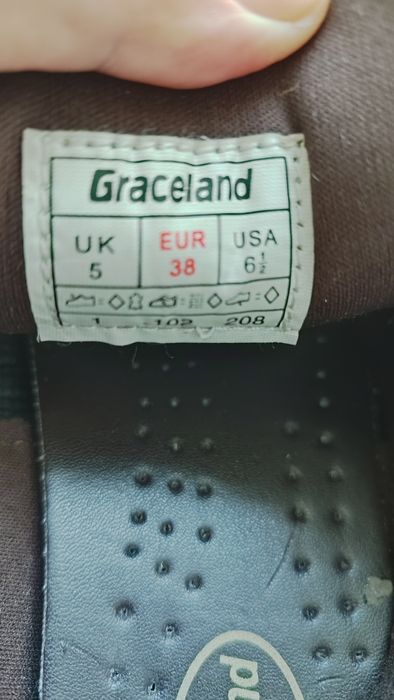 Graceland
UK EUR USA
5 38 6½
1 102 208